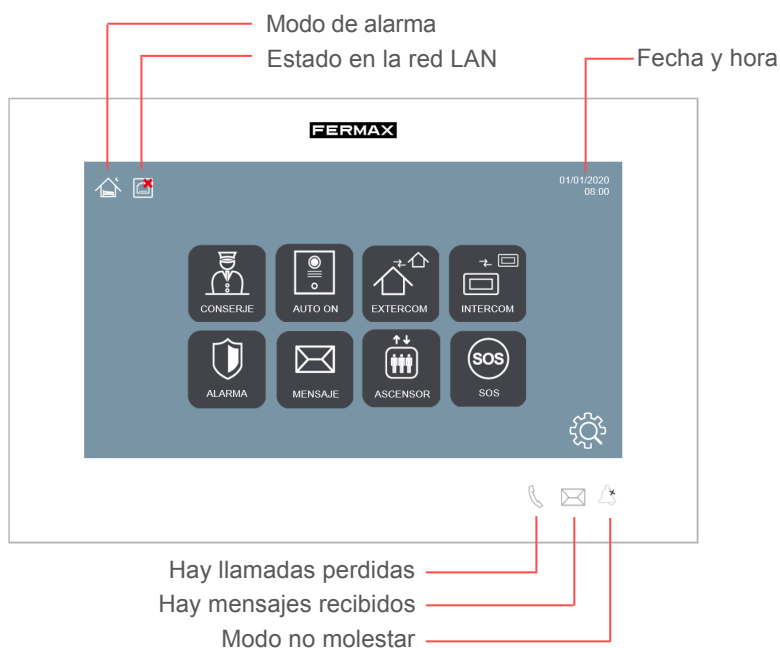 Modo de alarma
Estado en la red LAN
Fecha y hora
FERMAX
01/01/2020
08:00
CONSERJE
AUTO ON
EXTERCOM
INTERCOM
ALARMA
MENSAJE
ASCENSOR
SOS
SOS
Hay llamadas perdidas
Hay mensajes recibidos
Modo no molestar